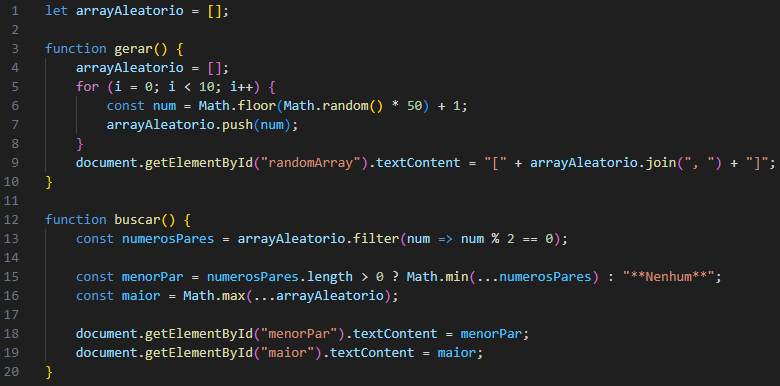 1 let arrayAleatorio = [];
2
3 function gerar() {
4     arrayAleatorio = [];
5     for (i = 0; i < 10; i++) {
6         const num = Math.floor(Math.random() * 50) + 1;
7         arrayAleatorio.push(num);
8     }
9     document.getElementById("randomArray").textContent = "[" + arrayAleatorio.join(", ") + "]";
10 }
11
12 function buscar() {
13     const numerosPares = arrayAleatorio.filter(num => num % 2 == 0);
14
15     const menorPar = numerosPares.length > 0 ? Math.min(...numerosPares) : "**Nenhum**";
16     const maior = Math.max(...arrayAleatorio);
17
18     document.getElementById("menorPar").textContent = menorPar;
19     document.getElementById("maior").textContent = maior;
20 }